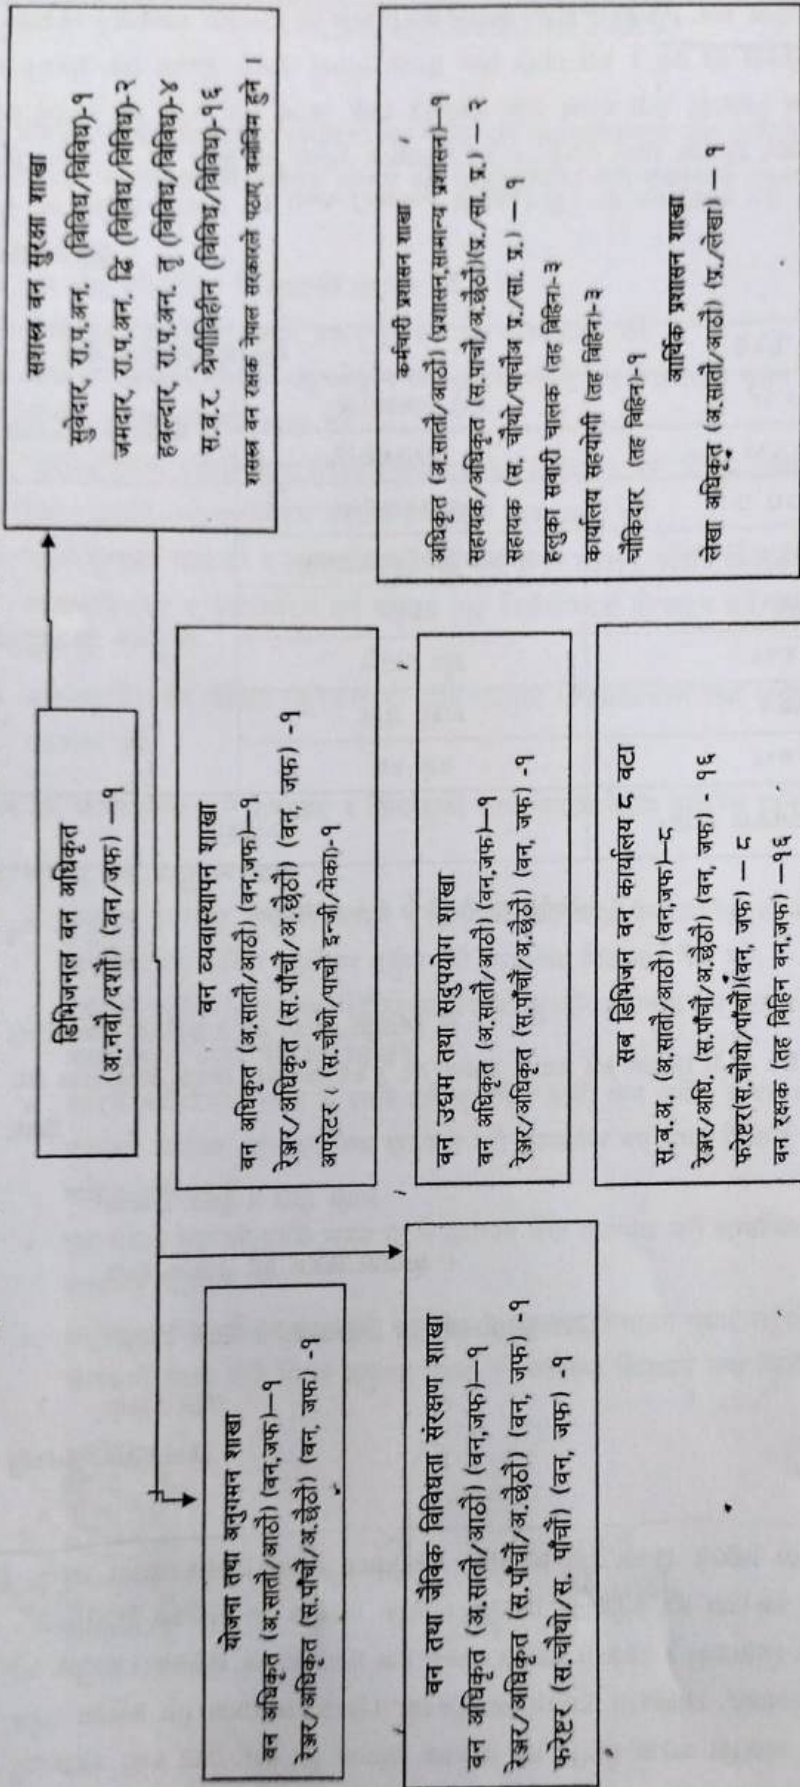 डिभिजनल वन अधिकृत
(अ.नवौ/दशौं) (वन/जफ) —१
सशस्त्र वन सुरक्षा शाखा
सुवेदार, रा.प.अन. (विविध/विविध)-१
जमदार, रा.प.अन. द्वि (विविध/विविध)-२
हवल्दार, रा.प.अन. तृ (विविध/विविध)-४
स.व.र. श्रेणीविहीन (विविध/विविध)-१६
शसस्त्र वन रक्षक नेपाल सरकारले पठाए बमोजिम हुने ।
योजना तथा अनुगमन शाखा
वन अधिकृत (अ.सातौ/आठौ) (वन,जफ)—१
रेञ्जर/अधिकृत (स.पाँचौ/अ.छैठौ) (वन, जफ) -१
वन व्यवास्थापन शाखा
वन अधिकृत (अ.सातौ/आठौ) (वन,जफ)—१
रेञ्जर/अधिकृत (स.पाँचौ/अ.छैठौ) (वन, जफ) -१
अपरेटर । (स.चौथो/पाचौ इन्जी/मेका)-१
कर्मचारी प्रशासन शाखा
अधिकृत (अ.सातौ/आठौ) (प्रशासन,सामान्य प्रशासन)—१
सहायक/अधिकृत (स.पाचौ/अ.छैठौ)(प्र./सा. प्र.) — २
सहायक (स. चौथो/पाचौअ प्र./सा. प्र.) — १
हलुका सवारी चालक (तह विहिन)-३
कार्यालय सहयोगी (तह विहिन)-३
चौकिदार (तह विहिन)-१
आर्थिक प्रशासन शाखा
लेखा अधिकृत (अ.सातौ/आठौ) (प्र./लेखा) — १
वन तथा जैविक विविधता संरक्षण शाखा
वन अधिकृत (अ.सातौ/आठौ) (वन,जफ)—१
रेञ्जर/अधिकृत (स.पाँचौ/अ.छैठौ) (वन, जफ) -१
फरेष्टर (स.चौथो/स. पाँचौ) (वन, जफ) -१
वन उद्यम तथा सदुपयोग शाखा
वन अधिकृत (अ.सातौ/आठौ) (वन,जफ)—१
रेञ्जर/अधिकृत (स.पाँचौ/अ.छैठौ) (वन, जफ) -१
सब डिभिजन वन कार्यालय ८ वटा
स.व.अ. (अ.सातौ/आठौ) (वन,जफ)—८
रेञ्जर/अधि. (स.पाँचौ/अ.छैठौ) (वन, जफ) - १६
फरेष्टर(स.चौथो/पाँचौ)(वन, जफ) — ८
वन रक्षक (तह विहिन वन,जफ) —१६